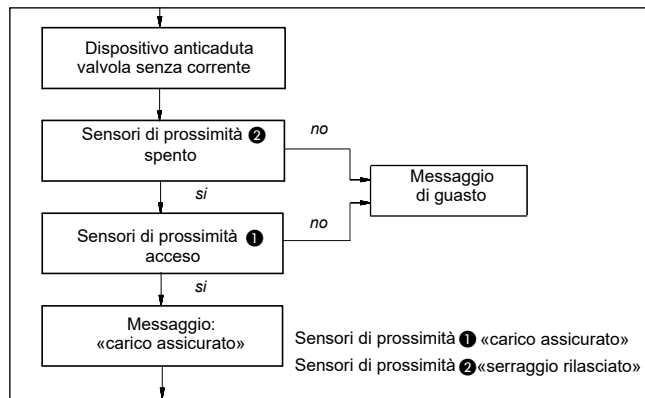 Dispositivo anticaduta
valvola senza corrente
Sensori di prossimità ❷
spento
no
si
Messaggio
di guasto
Sensori di prossimità ❶
acceso
no
si
Messaggio:
«carico assicurato»
Sensori di prossimità ❶ «carico assicurato»
Sensori di prossimità ❷ «serraggio rilasciato»